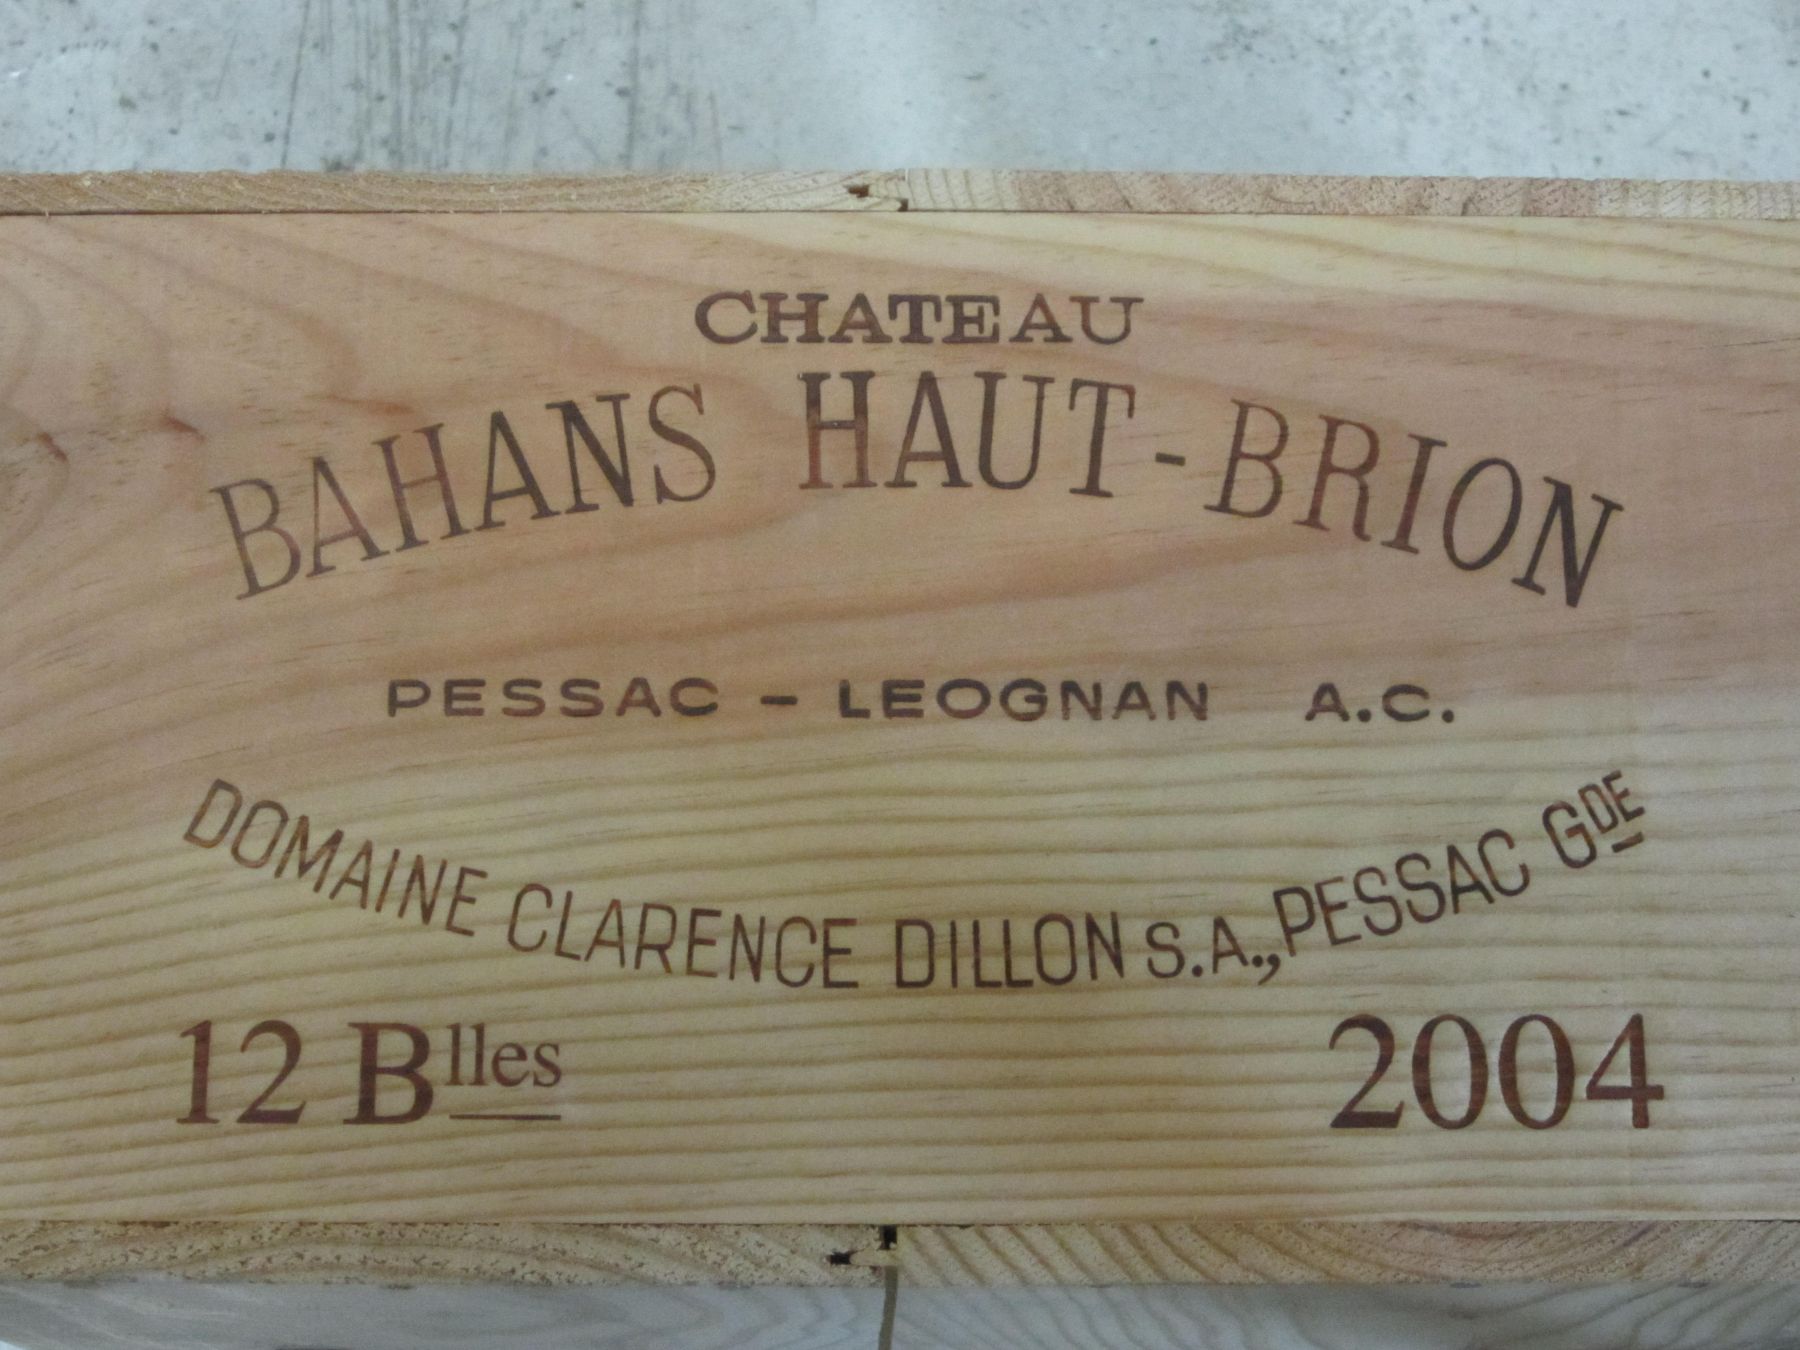 CHATEAU
BAHANS HAUT-BRION
PESSAC - LEOGNAN A.C.
DOMAINE CLARENCE DILLON S.A., PESSAC GDE
12 Blles 2004